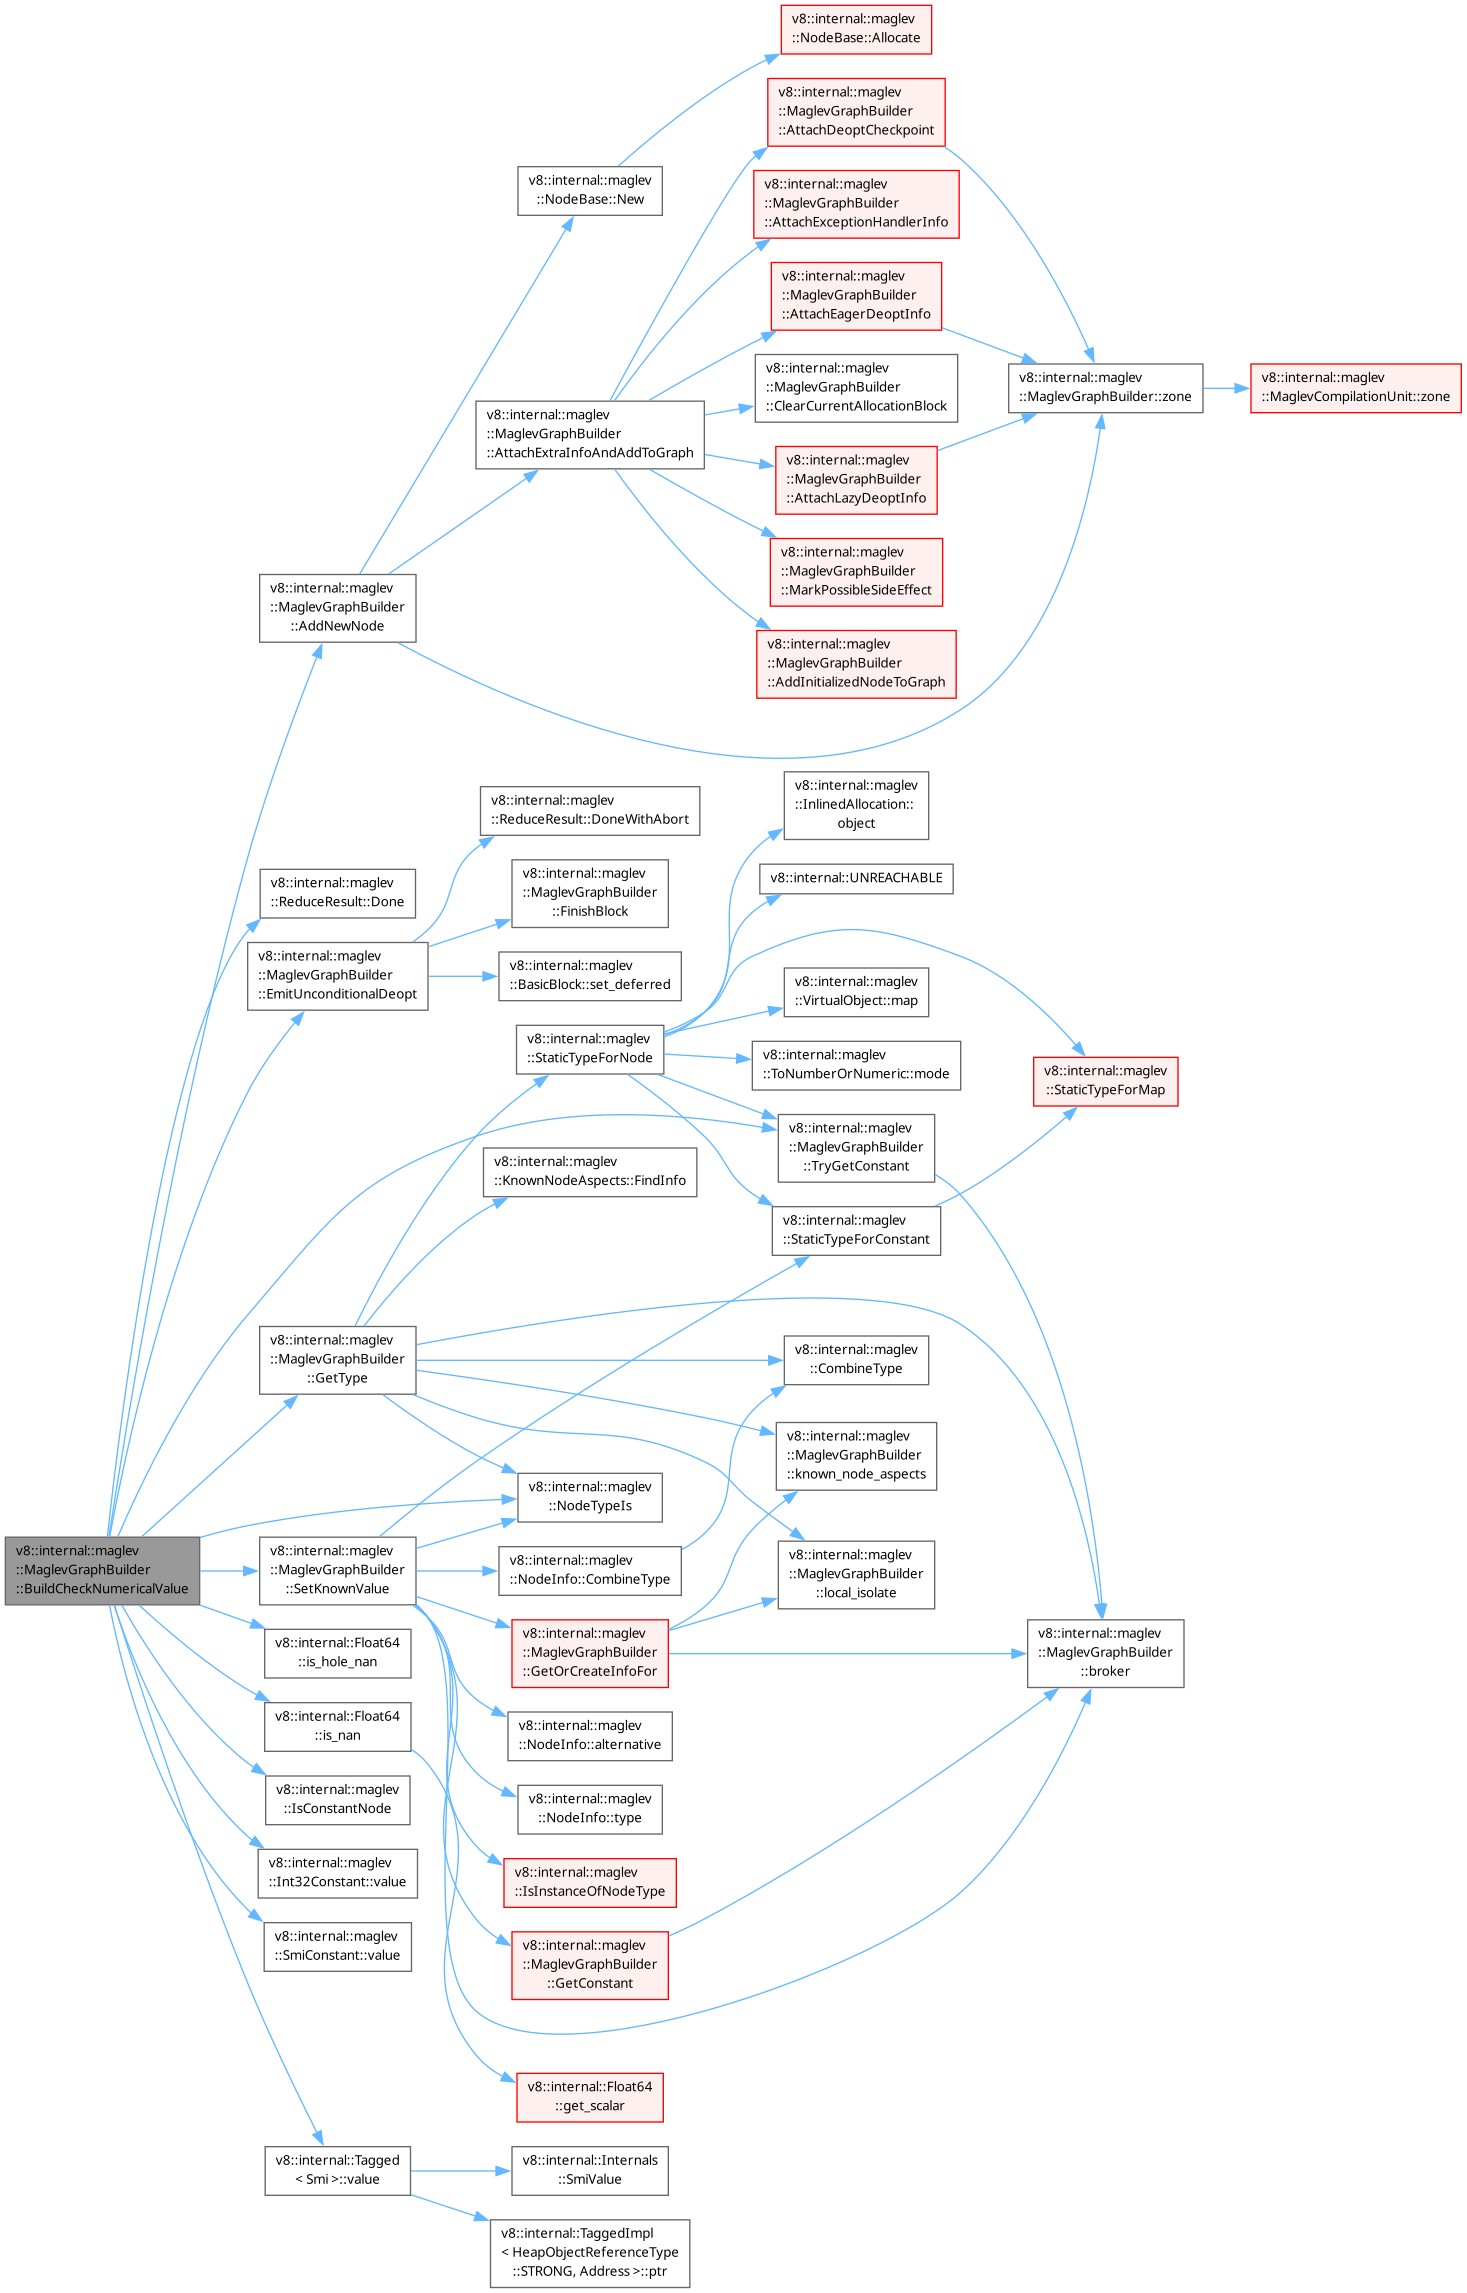 v8::internal::maglev
::NodeBase::Allocate
v8::internal::maglev
::MaglevGraphBuilder
::AttachDeoptCheckpoint
v8::internal::maglev
::NodeBase::New
v8::internal::maglev
::MaglevGraphBuilder
::AttachExceptionHandlerInfo
v8::internal::maglev
::MaglevGraphBuilder
::AttachEagerDeoptInfo
v8::internal::maglev
::MaglevGraphBuilder
::ClearCurrentAllocationBlock
v8::internal::maglev
::MaglevGraphBuilder::zone
v8::internal::maglev
::MaglevCompilationUnit::zone
v8::internal::maglev
::MaglevGraphBuilder
::AttachExtraInfoAndAddToGraph
v8::internal::maglev
::MaglevGraphBuilder
::AttachLazyDeoptInfo
v8::internal::maglev
::MaglevGraphBuilder
::MarkPossibleSideEffect
v8::internal::maglev
::MaglevGraphBuilder
::AddNewNode
v8::internal::maglev
::MaglevGraphBuilder
::AddInitializedNodeToGraph
v8::internal::maglev
::InlinedAllocation::
object
v8::internal::maglev
::ReduceResult::DoneWithAbort
v8::internal::maglev
::ReduceResult::Done
v8::internal::maglev
::MaglevGraphBuilder
::FinishBlock
v8::internal::UNREACHABLE
v8::internal::maglev
::MaglevGraphBuilder
::EmitUnconditionalDeopt
v8::internal::maglev
::BasicBlock::set_deferred
v8::internal::maglev
::VirtualObject::map
v8::internal::maglev
::StaticTypeForNode
v8::internal::maglev
::ToNumberOrNumeric::mode
v8::internal::maglev
::StaticTypeForMap
v8::internal::maglev
::MaglevGraphBuilder
::TryGetConstant
v8::internal::maglev
::KnownNodeAspects::FindInfo
v8::internal::maglev
::StaticTypeForConstant
v8::internal::maglev
::MaglevGraphBuilder
::GetType
v8::internal::maglev
::CombineType
v8::internal::maglev
::MaglevGraphBuilder
::known_node_aspects
v8::internal::maglev
::NodeTypeIs
v8::internal::maglev
::MaglevGraphBuilder
::BuildCheckNumericalValue
v8::internal::maglev
::MaglevGraphBuilder
::SetKnownValue
v8::internal::maglev
::NodeInfo::CombineType
v8::internal::maglev
::MaglevGraphBuilder
::local_isolate
v8::internal::Float64
::is_hole_nan
v8::internal::maglev
::MaglevGraphBuilder
::GetOrCreateInfoFor
v8::internal::maglev
::MaglevGraphBuilder
::broker
v8::internal::Float64
::is_nan
v8::internal::maglev
::NodeInfo::alternative
v8::internal::maglev
::IsConstantNode
v8::internal::maglev
::NodeInfo::type
v8::internal::maglev
::Int32Constant::value
v8::internal::maglev
::IsInstanceOfNodeType
v8::internal::maglev
::SmiConstant::value
v8::internal::maglev
::MaglevGraphBuilder
::GetConstant
v8::internal::Float64
::get_scalar
v8::internal::Tagged
< Smi >::value
v8::internal::Internals
::SmiValue
v8::internal::TaggedImpl
< HeapObjectReferenceType
::STRONG, Address >::ptr